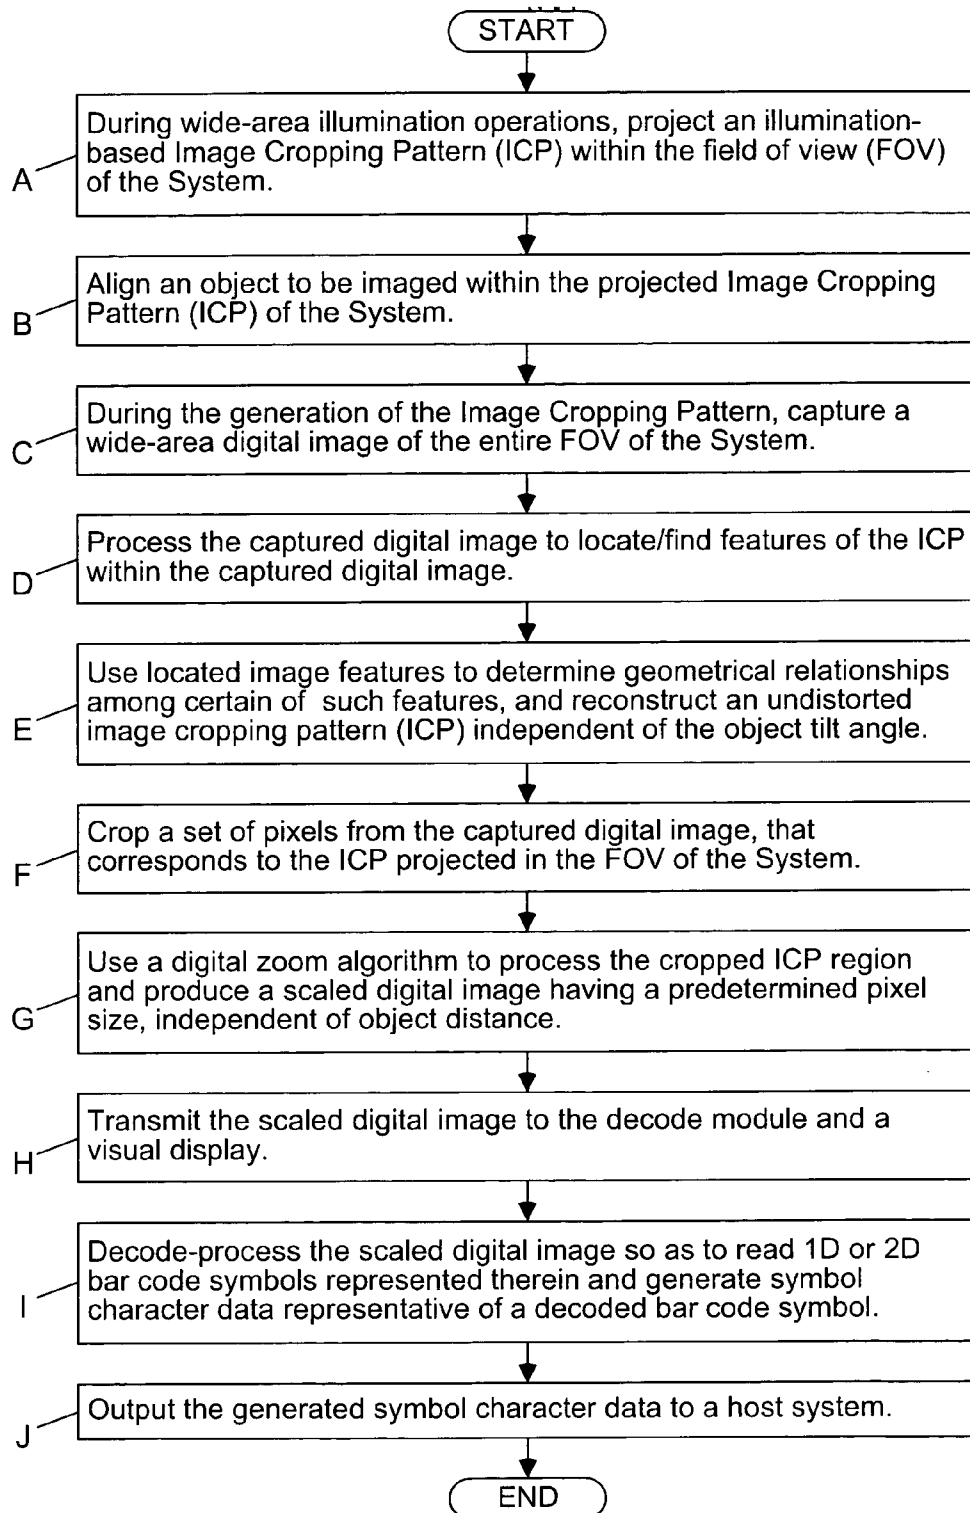 START
During wide-area illumination operations, project an illumination-
based Image Cropping Pattern (ICP) within the field of view (FOV)
of the System.
A
Align an object to be imaged within the projected Image Cropping
Pattern (ICP) of the System.
B
During the generation of the Image Cropping Pattern, capture a
wide-area digital image of the entire FOV of the System.
C
Process the captured digital image to locate/find features of the ICP
within the captured digital image.
D
Use located image features to determine geometrical relationships
among certain of such features, and reconstruct an undistorted
image cropping pattern (ICP) independent of the object tilt angle.
E
Crop a set of pixels from the captured digital image, that
corresponds to the ICP projected in the FOV of the System.
F
Use a digital zoom algorithm to process the cropped ICP region
and produce a scaled digital image having a predetermined pixel
size, independent of object distance.
G
Transmit the scaled digital image to the decode module and a
visual display.
H
Decode-process the scaled digital image so as to read 1D or 2D
bar code symbols represented therein and generate symbol
character data representative of a decoded bar code symbol.
I
Output the generated symbol character data to a host system.
J
END